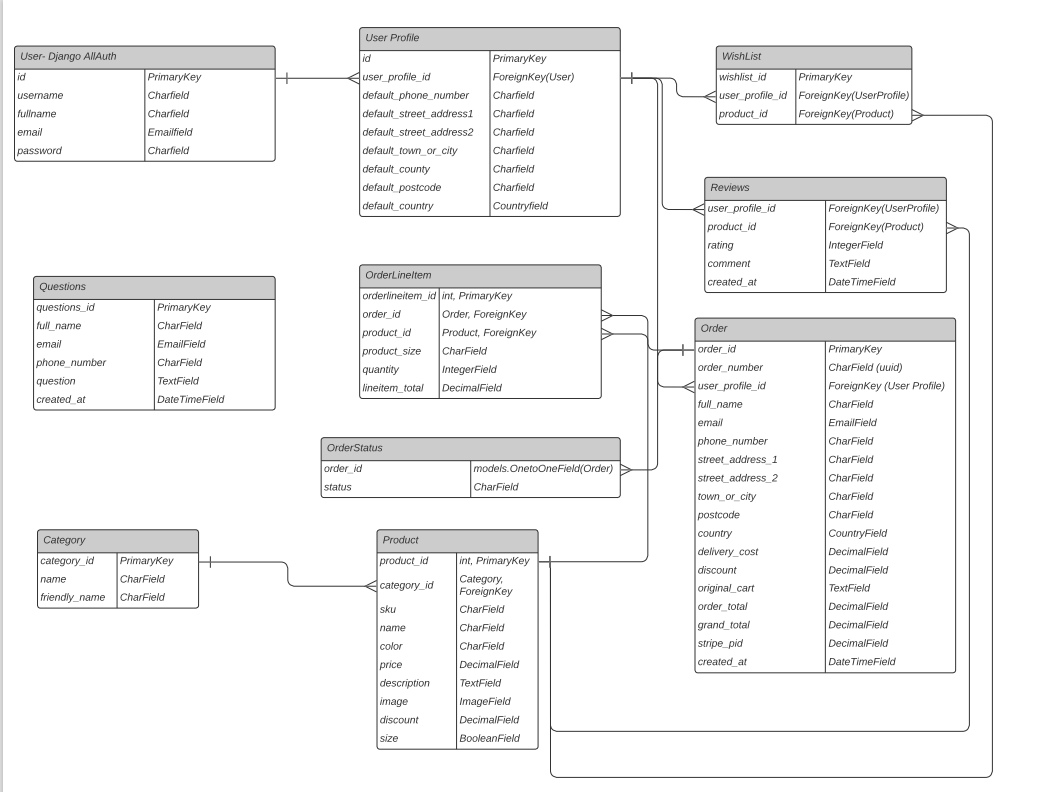 User- Django AllAuth
id PrimaryKey
username Charfield
fullname Charfield
email Emailfield
password Charfield
User Profile
id PrimaryKey
user_profile_id ForeignKey(User)
default_phone_number Charfield
default_street_address1 Charfield
default_street_address2 Charfield
default_town_or_city Charfield
default_county Charfield
default_postcode Charfield
default_country Countryfield
WishList
wishlist_id PrimaryKey
user_profile_id ForeignKey(UserProfile)
product_id ForeignKey(Product)
Reviews
user_profile_id ForeignKey(UserProfile)
product_id ForeignKey(Product)
rating IntegerField
comment TextField
created_at DateTimeField
Questions
questions_id PrimaryKey
full_name CharField
email EmailField
phone_number CharField
question TextField
created_at DateTimeField
OrderLineItem
orderlineitem_id int, PrimaryKey
order_id Order, ForeignKey
product_id Product, ForeignKey
product_size CharField
quantity IntegerField
lineitem_total DecimalField
Order
order_id PrimaryKey
order_number CharField (uuid)
user_profile_id ForeignKey (User Profile)
full_name CharField
email EmailField
phone_number CharField
street_address_1 CharField
street_address_2 CharField
town_or_city CharField
postcode CharField
country CountryField
delivery_cost DecimalField
discount DecimalField
original_cart TextField
order_total DecimalField
grand_total DecimalField
stripe_pid DecimalField
created_at DateTimeField
OrderStatus
order_id models.OnetoOneField(Order)
status CharField
Category
category_id PrimaryKey
name CharField
friendly_name CharField
Product
product_id int, PrimaryKey
category_id Category,
ForeignKey
sku CharField
name CharField
color CharField
price DecimalField
description TextField
image ImageField
discount DecimalField
size BooleanField